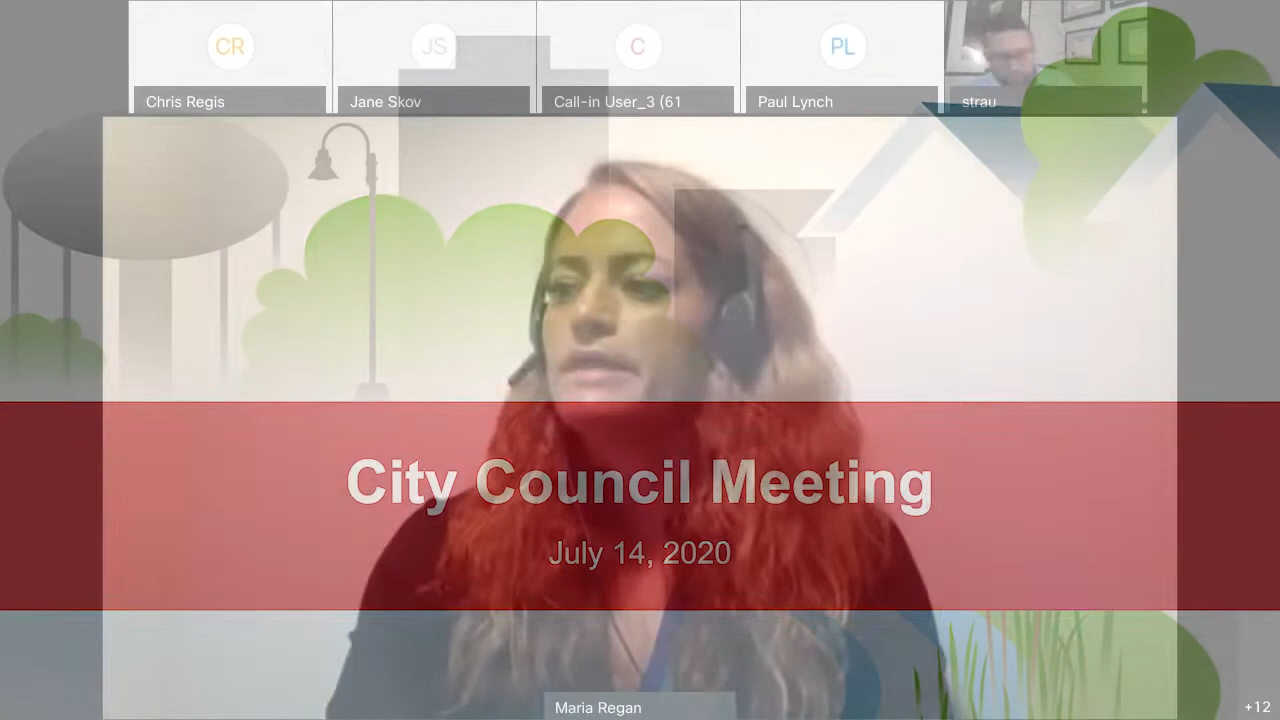 CR
JS
C
PL
Chris Regis
Jane Skov
Call-in User_3 (61
Paul Lynch
strau
City Council Meeting
July 14, 2020
Maria Regan
+12